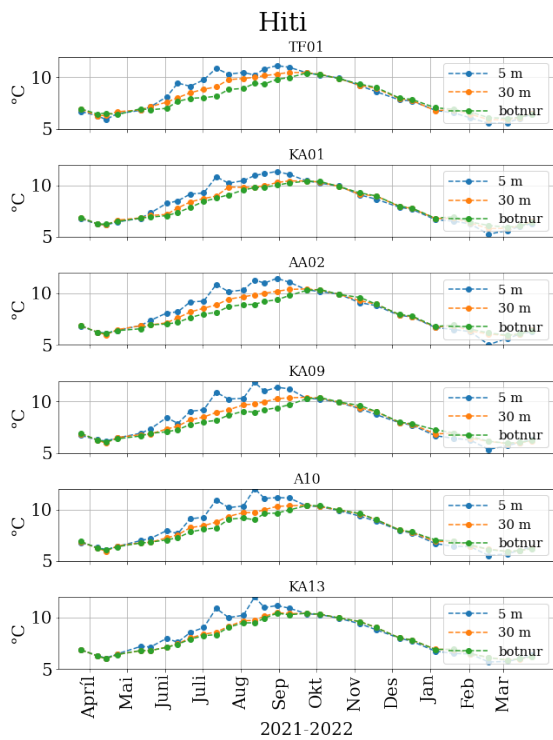 Hiti
TF01
°C
10
5
5 m
30 m
botnur
KA01
°C
10
5
5 m
30 m
botnur
AA02
°C
10
5
5 m
30 m
botnur
KA09
°C
10
5
5 m
30 m
botnur
A10
°C
10
5
5 m
30 m
botnur
KA13
°C
10
5
5 m
30 m
botnur
Apríl
Mai
Juni
Juli
Aug
Sep
Okt
Nov
Des
Jan
Feb
Mar
2021-2022